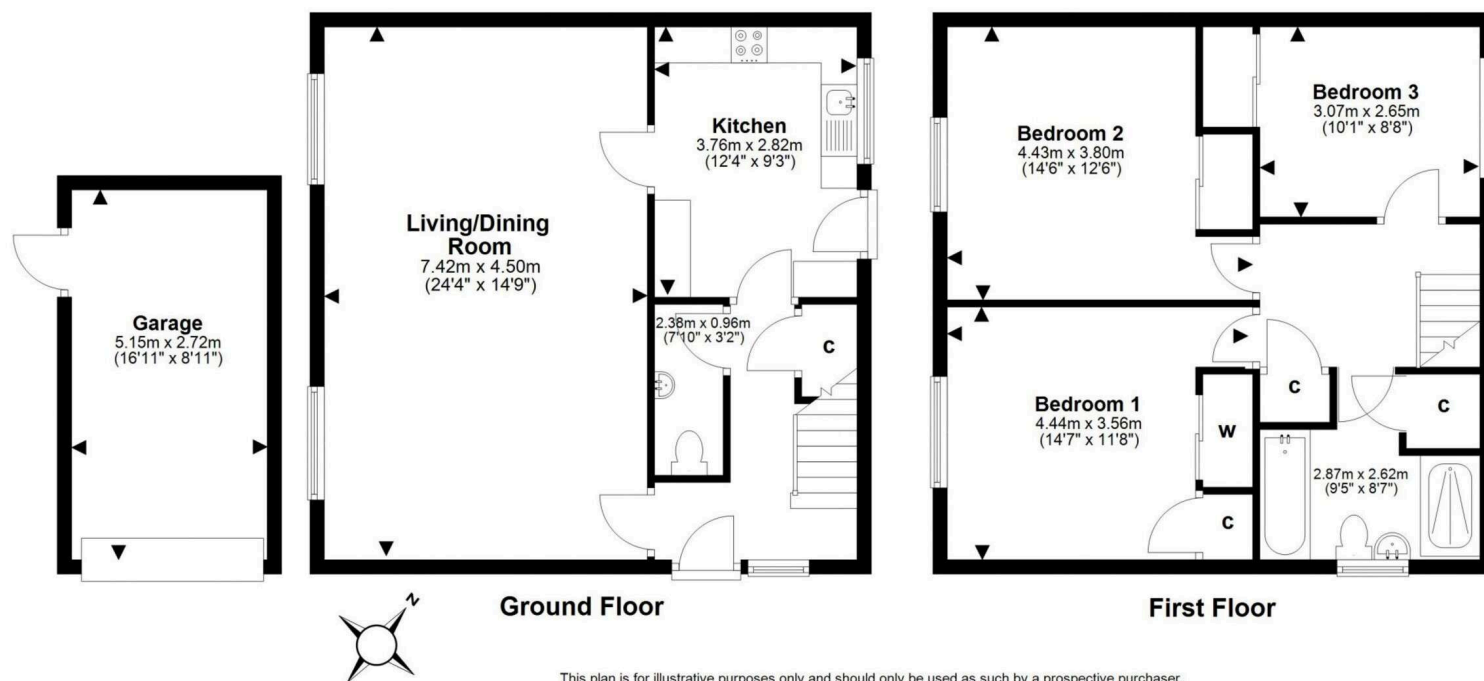 Garage
5.15m x 2.72m
(16'11" x 8'11")
Living/Dining
Room
7.42m x 4.50m
(24'4" x 14'9")
Kitchen
3.76m x 2.82m
(12'4" x 9'3")
2.38m x 0.96m
(7'10" x 3'2")
C
Bedroom 2
4.43m x 3.80m
(14'6" x 12'6")
Bedroom 3
3.07m x 2.65m
(10'1" x 8'8")
Bedroom 1
4.44m x 3.56m
(14'7" x 11'8")
W
C
C
C
2.87m x 2.62m
(9'5" x 8'7")
Ground Floor
First Floor
N
This plan is for illustrative purposes only and should only be used as such by a prospective purchaser.